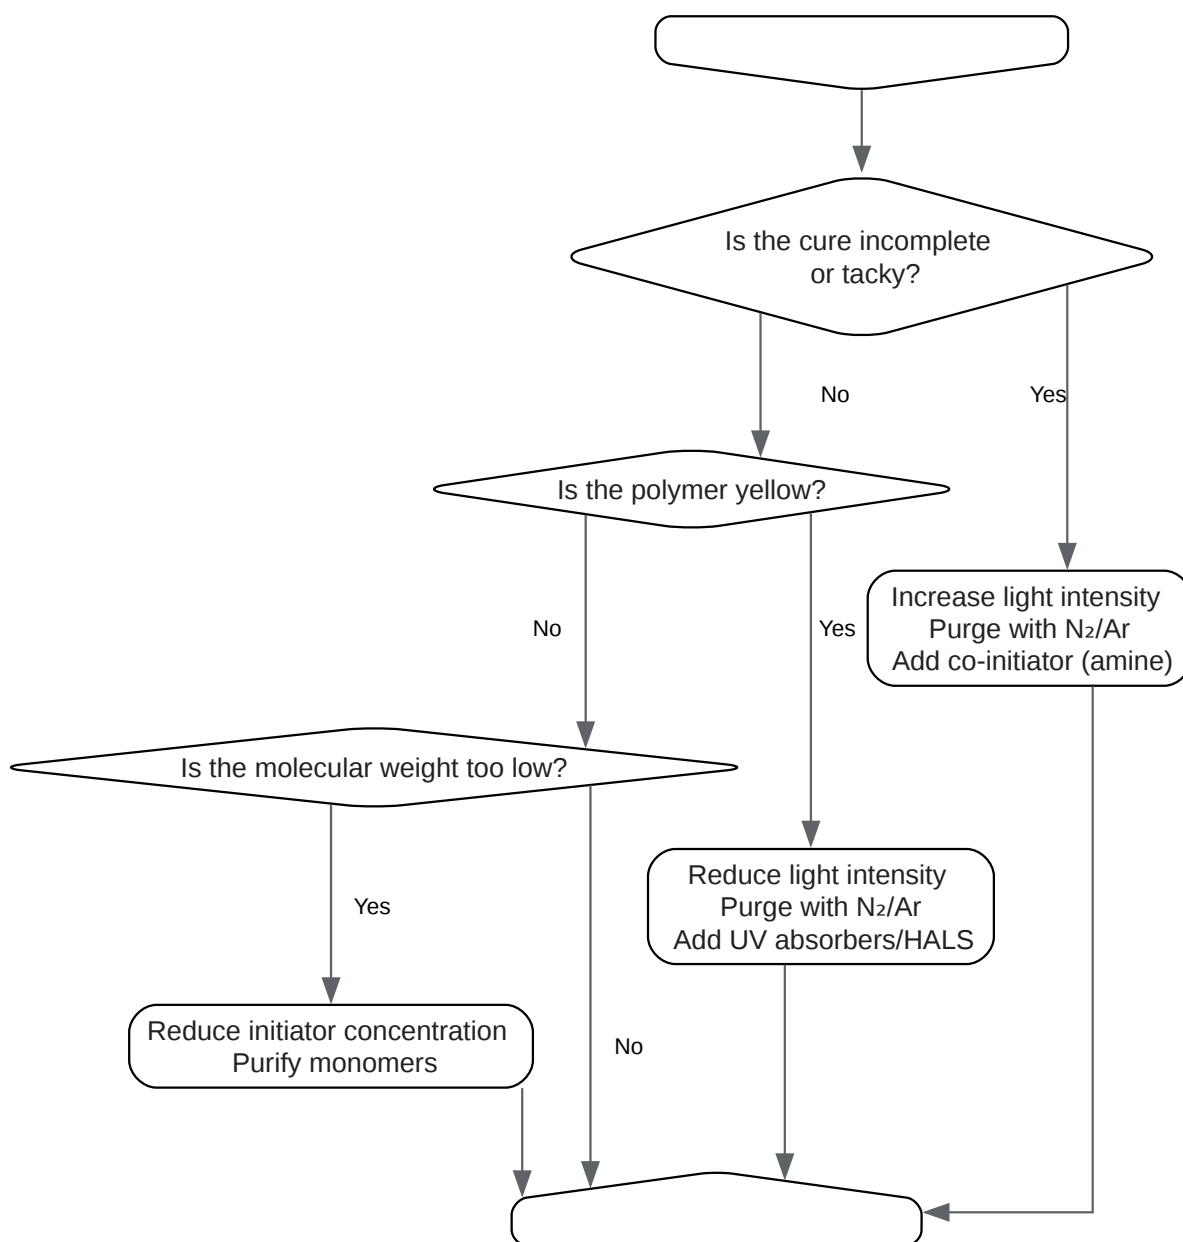 Is the cure incomplete
or tacky?
No
Yes
Is the polymer yellow?
No
Yes
Increase light intensity
Purge with N₂/Ar
Add co-initiator (amine)
Is the molecular weight too low?
Yes
Reduce light intensity
Purge with N₂/Ar
Add UV absorbers/HALS
Reduce initiator concentration
Purify monomers
No